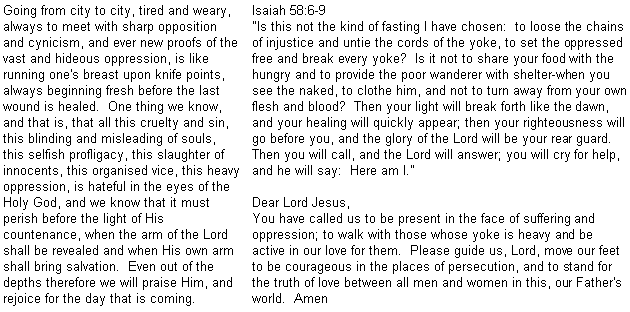 Going from city to city, tired and weary,
always to meet with sharp opposition
and cynicism, and ever new proofs of the
vast and hideous oppression, is like
running one's breast upon knife points,
always beginning fresh before the last
wound is healed.  One thing we know,
and that is, that all this cruelty and sin,
this blinding and misleading of souls,
this selfish profligacy, this slaughter of
innocents, this organised vice, this heavy
oppression, is hateful in the eyes of the
Holy God, and we know that it must
perish before the light of His
countenance, when the arm of the Lord
shall be revealed and when His own arm
shall bring salvation.  Even out of the
depths therefore we will praise Him, and
rejoice for the day that is coming.
Isaiah 58:6-9
"Is this not the kind of fasting I have chosen:  to loose the chains
of injustice and untie the cords of the yoke, to set the oppressed
free and break every yoke?  Is it not to share your food with the
hungry and to provide the poor wanderer with shelter-when you
see the naked, to clothe him, and not to turn away from your own
flesh and blood?  Then your light will break forth like the dawn,
and your healing will quickly appear; then your righteousness will
go before you, and the glory of the Lord will be your rear guard.
Then you will call, and the Lord will answer; you will cry for help,
and he will say:  Here am I."
Dear Lord Jesus,
You have called us to be present in the face of suffering and
oppression; to walk with those whose yoke is heavy and be
active in our love for them.  Please guide us, Lord, move our feet
to be courageous in the places of persecution, and to stand for
the truth of love between all men and women in this, our Father's
world.  Amen